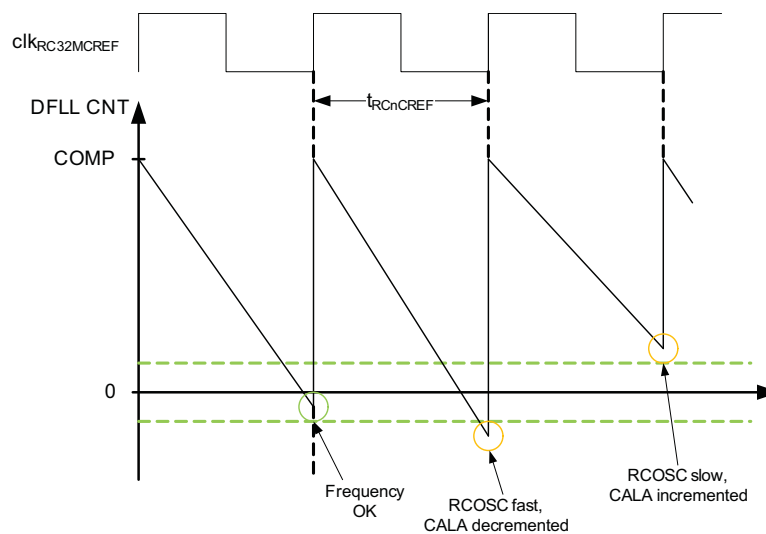 clkRC32MCREF
tRCnCREF
DFLL CNT
COMP
0
Frequency
OK
RCOSC fast,
CALA decremented
RCOSC slow,
CALA incremented